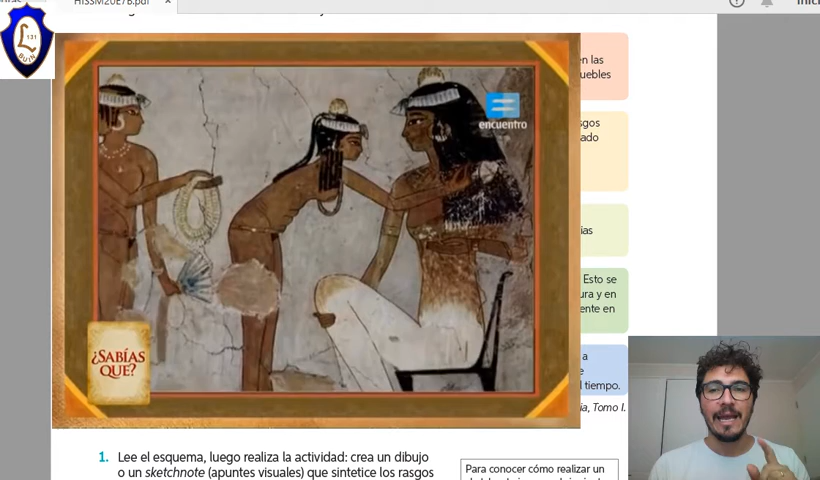 HISSM20E7B.pdf
L
131
BUIN
encuentro
n las
uebles
sgos
ado
ias
Esto se
ura y en
ente en
a
e
l tiempo.
ia, Tomo I.
¿SABÍAS
QUE?
1. Lee el esquema, luego realiza la actividad: crea un dibujo
o un sketchnote (apuntes visuales) que sintetice los rasgos
Para conocer cómo realizar un